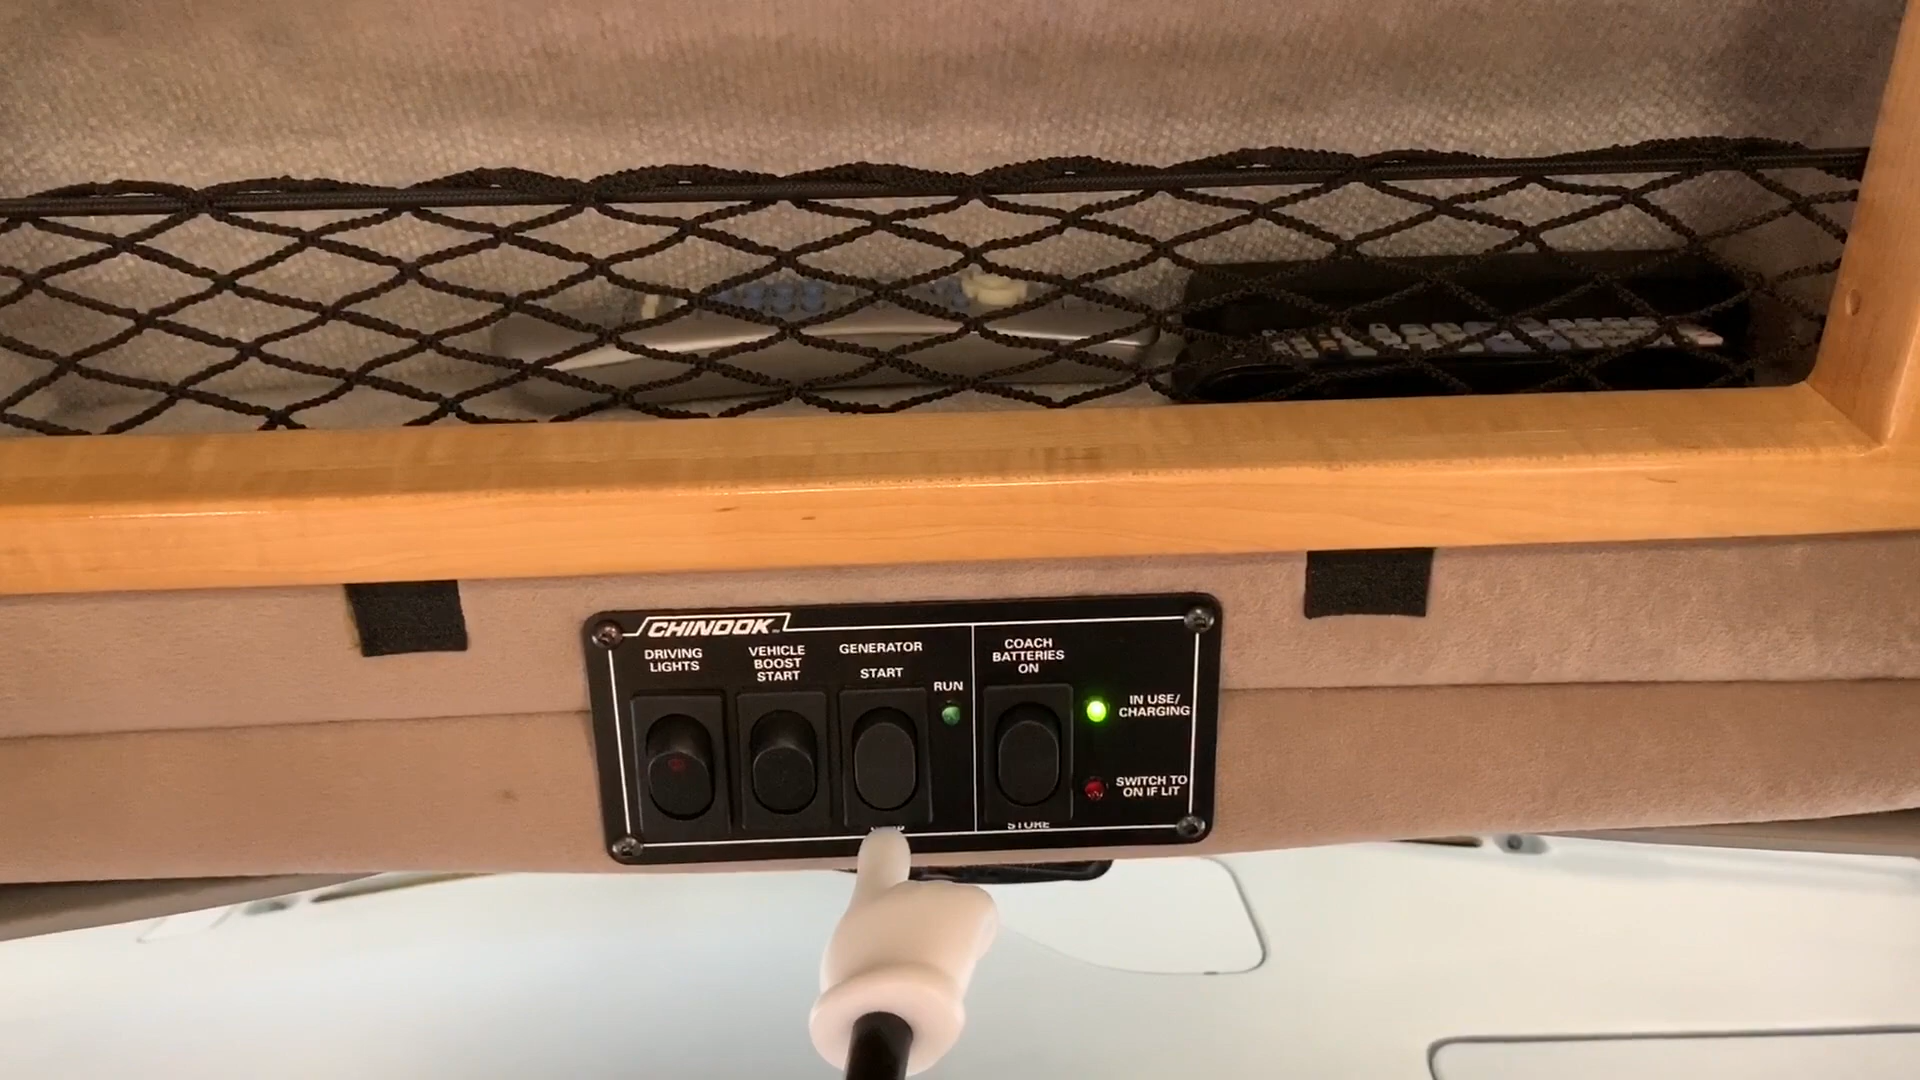 CHINOOK
DRIVING
LIGHTS
VEHICLE
BOOST
START
GENERATOR
START
RUN
COACH
BATTERIES
ON
IN USE/
CHARGING
SWITCH TO
ON IF LIT
STORE